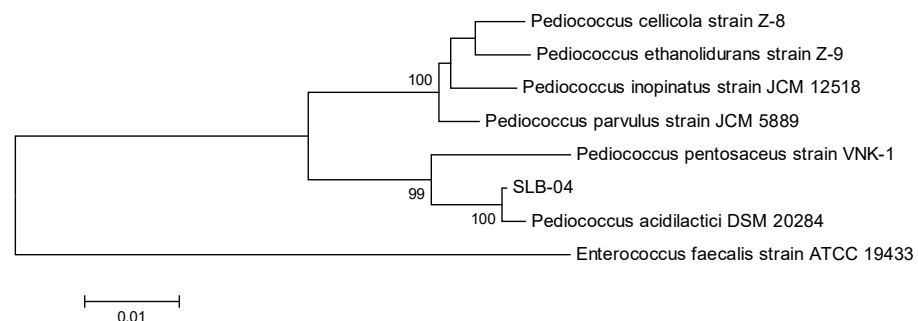 Pediococcus cellicola strain Z-8
Pediococcus ethanolidurans strain Z-9
100
Pediococcus inopinatus strain JCM 12518
Pediococcus parvulus strain JCM 5889
Pediococcus pentosaceus strain VNK-1
99
SLB-04
100
Pediococcus acidilactici DSM 20284
Enterococcus faecalis strain ATCC 19433
0.01